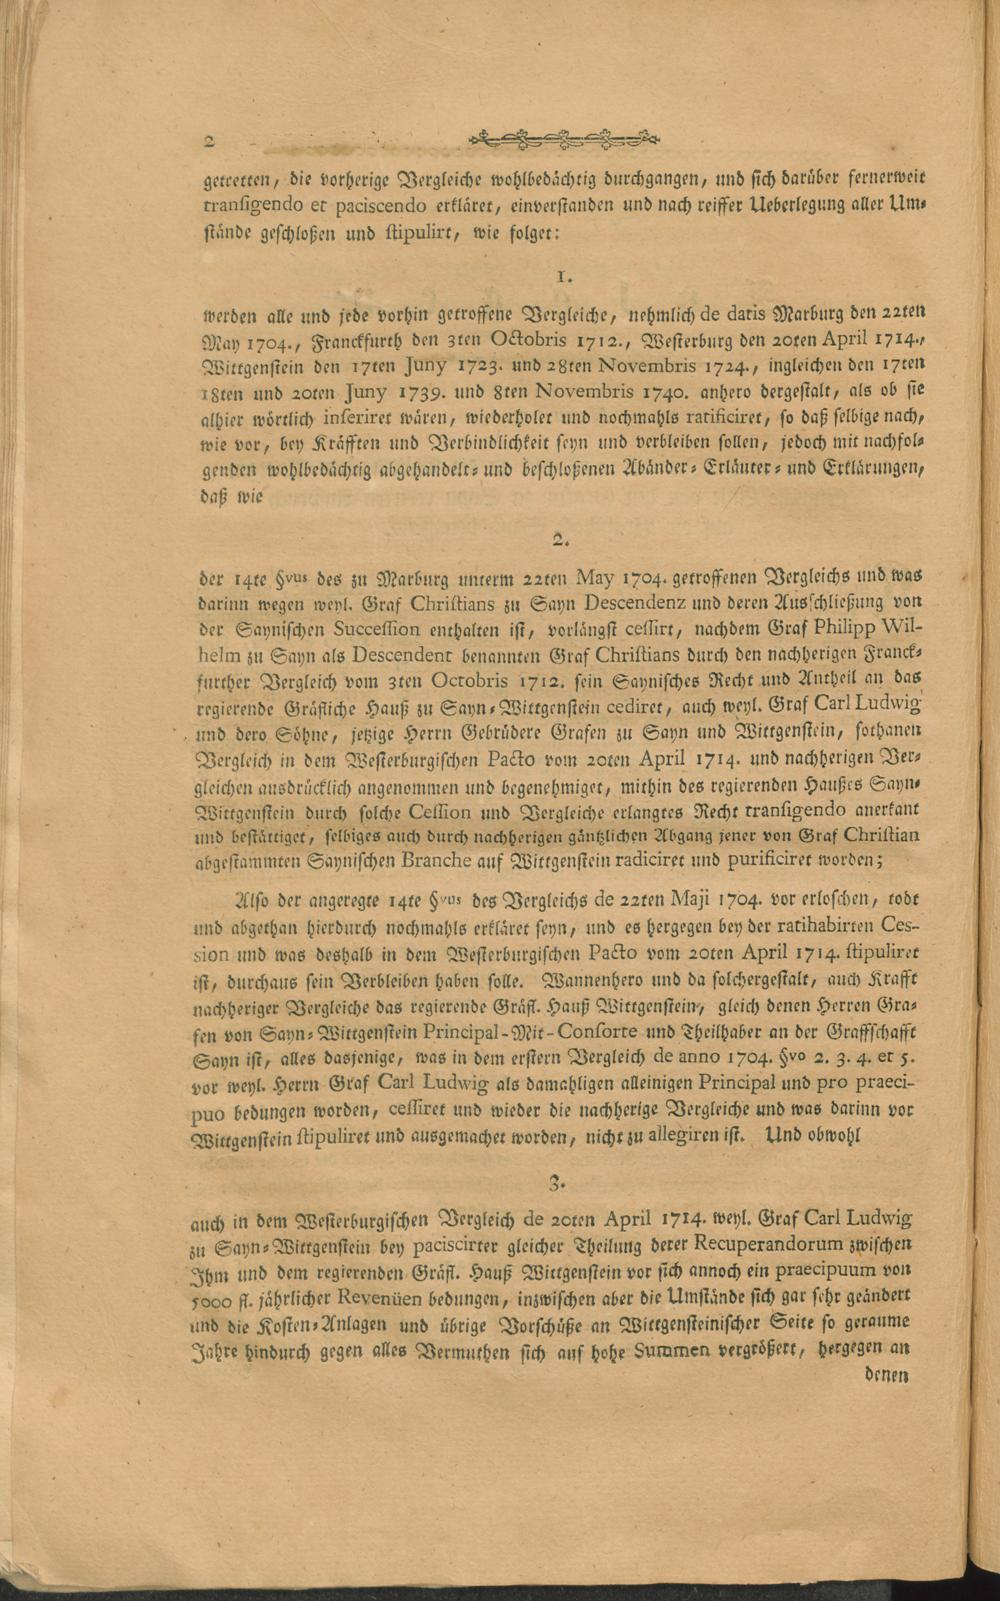 2
getretten, die vorherige Vergleiche wohlbedächtig durchgangen, und sich darüber fernerweit
transigendo et paciscendo erkläret, einverstanden und nach reiffer Ueberlegung aller Um-
stände geschloßen und stipulirt, wie folget:
1.
werden alle und jede vorhin getroffene Vergleiche, nehmlich de datis Marburg den 22ten
May 1704., Franckfurth den 3ten Octobris 1712., Westerburg den 20ten April 1714.,
Wittgenstein den 17ten Juny 1723. und 28ten Novembris 1724., ingleichen den 17ten
18ten und 20ten Juny 1739. und 8ten Novembris 1740. anhero dergestalt, als ob sie
alhier wörtlich inseriret wären, wiederholet und nochmahls ratificiret, so daß selbige nach,
wie vor, bey Kräfften und Verbindlichkeit seyn und verbleiben sollen, jedoch mit nachfol-
genden wohlbedächtig abgehandelt- und beschloßenen Abänder- Erläuter- und Erklärungen,
daß wie
2.
der 14te §vus des zu Marburg unterm 22ten May 1704. getroffenen Vergleichs und was
darinn wegen weyl. Graf Christians zu Sayn Descendenz und deren Ausschließung von
der Saynischen Succession enthalten ist, vorlängst cessirt, nachdem Graf Philipp Wil-
helm zu Sayn als Descendent benannten Graf Christians durch den nachherigen Franck-
further Vergleich vom 3ten Octobris 1712. sein Saynisches Recht und Antheil an das
regierende Gräfliche Hauß zu Sayn-Wittgenstein cediret, auch weyl. Graf Carl Ludwig
und dero Söhne, jetzige Herrn Gebrüdere Grafen zu Sayn und Wittgenstein, sothanen
Vergleich in dem Westerburgischen Pacto vom 20ten April 1714. und nachherigen Ver-
gleichen ausdrücklich angenommen und begenehmiget, mithin des regierenden Haußes Sayn-
Wittgenstein durch solche Cession und Vergleiche erlangtes Recht transigendo anerkant
und bestättiget, selbiges auch durch nachherigen gäntzlichen Abgang jener von Graf Christian
abgestammten Saynischen Branche auf Wittgenstein radiciret und purificiret worden;
Also der angeregte 14te §vus des Vergleichs de 22ten Maji 1704. vor erloschen, todt
und abgethan hierdurch nochmahls erkläret seyn, und es hergegen bey der ratihabirten Ces-
sion und was deshalb in dem Westerburgischen Pacto vom 20ten April 1714. stipuliret
ist, durchaus sein Verbleiben haben solle. Wannenhero und da solchergestalt, auch Krafft
nachheriger Vergleiche das regierende Gräfl. Hauß Wittgenstein, gleich denen Herren Gra-
fen von Sayn-Wittgenstein Principal-Mit-Consorte und Theilhaber an der Graffschafft
Sayn ist, alles dasjenige, was in dem erstern Vergleich de anno 1704. §vo 2. 3. 4. et 5.
vor weyl. Herrn Graf Carl Ludwig als damahligen alleinigen Principal und pro praeci-
puo bedungen worden, cessiret und wieder die nachherige Vergleiche und was darinn vor
Wittgenstein stipuliret und ausgemachet worden, nicht zu allegiren ist. Und obwohl
3.
auch in dem Westerburgischen Vergleich de 20ten April 1714. weyl. Graf Carl Ludwig
zu Sayn-Wittgenstein bey paciscirter gleicher Theilung derer Recuperandorum zwischen
Ihm und dem regierenden Gräfl. Hauß Wittgenstein vor sich annoch ein praecipuum von
5000 fl. jährlicher Revenüen bedungen, inzwischen aber die Umstände sich gar sehr geändert
und die Kosten-Anlagen und übrige Vorschüße an Wittgensteinischer Seite so geraume
Jahre hindurch gegen alles Vermuthen sich auf hohe Summen vergrößert, hergegen an
denen